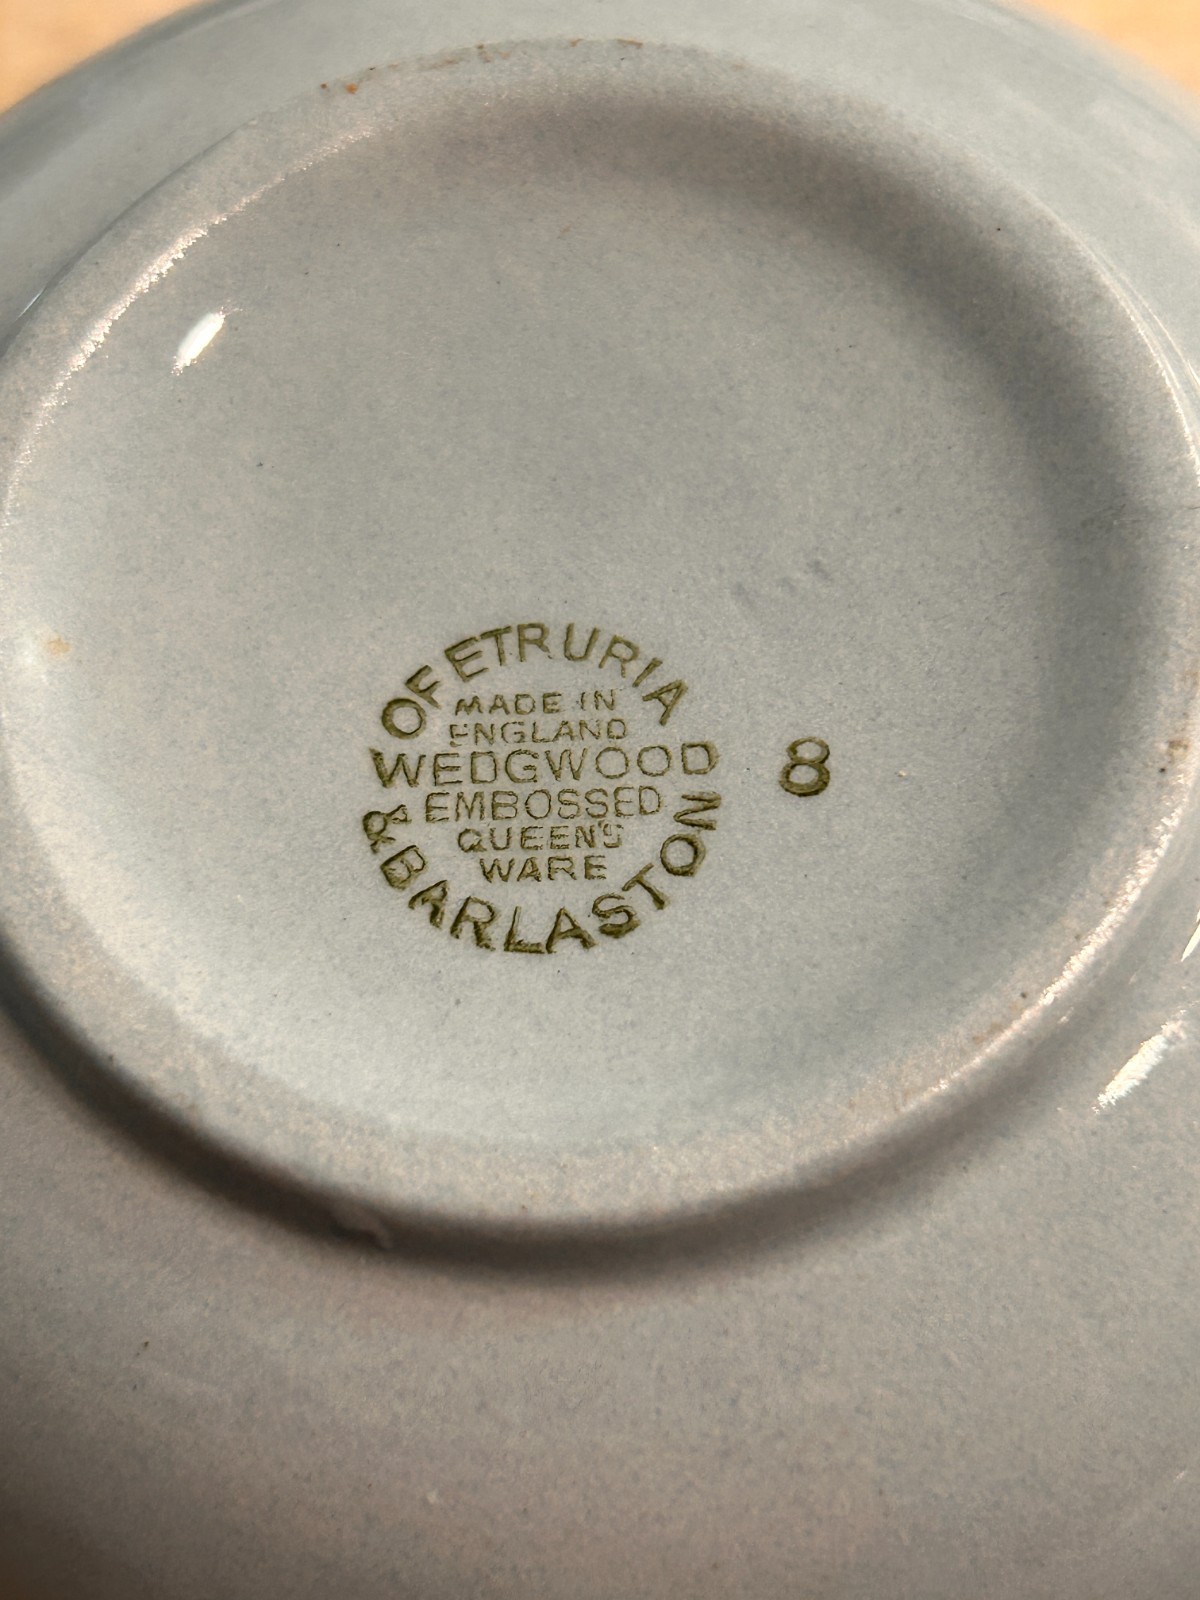 OF ETRURIA
MADE IN
ENGLAND
WEDGWOOD
EMBOSSED
QUEEN'S
WARE
& BARLASTON
8